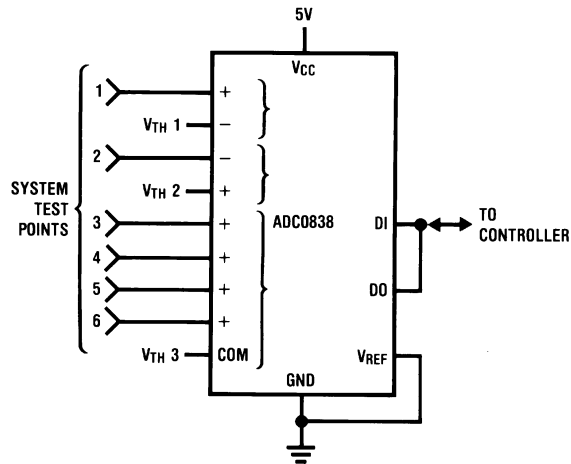 5V
VCC
1
+
VTH 1
−
2
−
VTH 2
+
SYSTEM
TEST
POINTS
3
+
ADC0838
DI
TO
CONTROLLER
4
+
5
+
DO
6
+
VTH 3
COM
VREF
GND